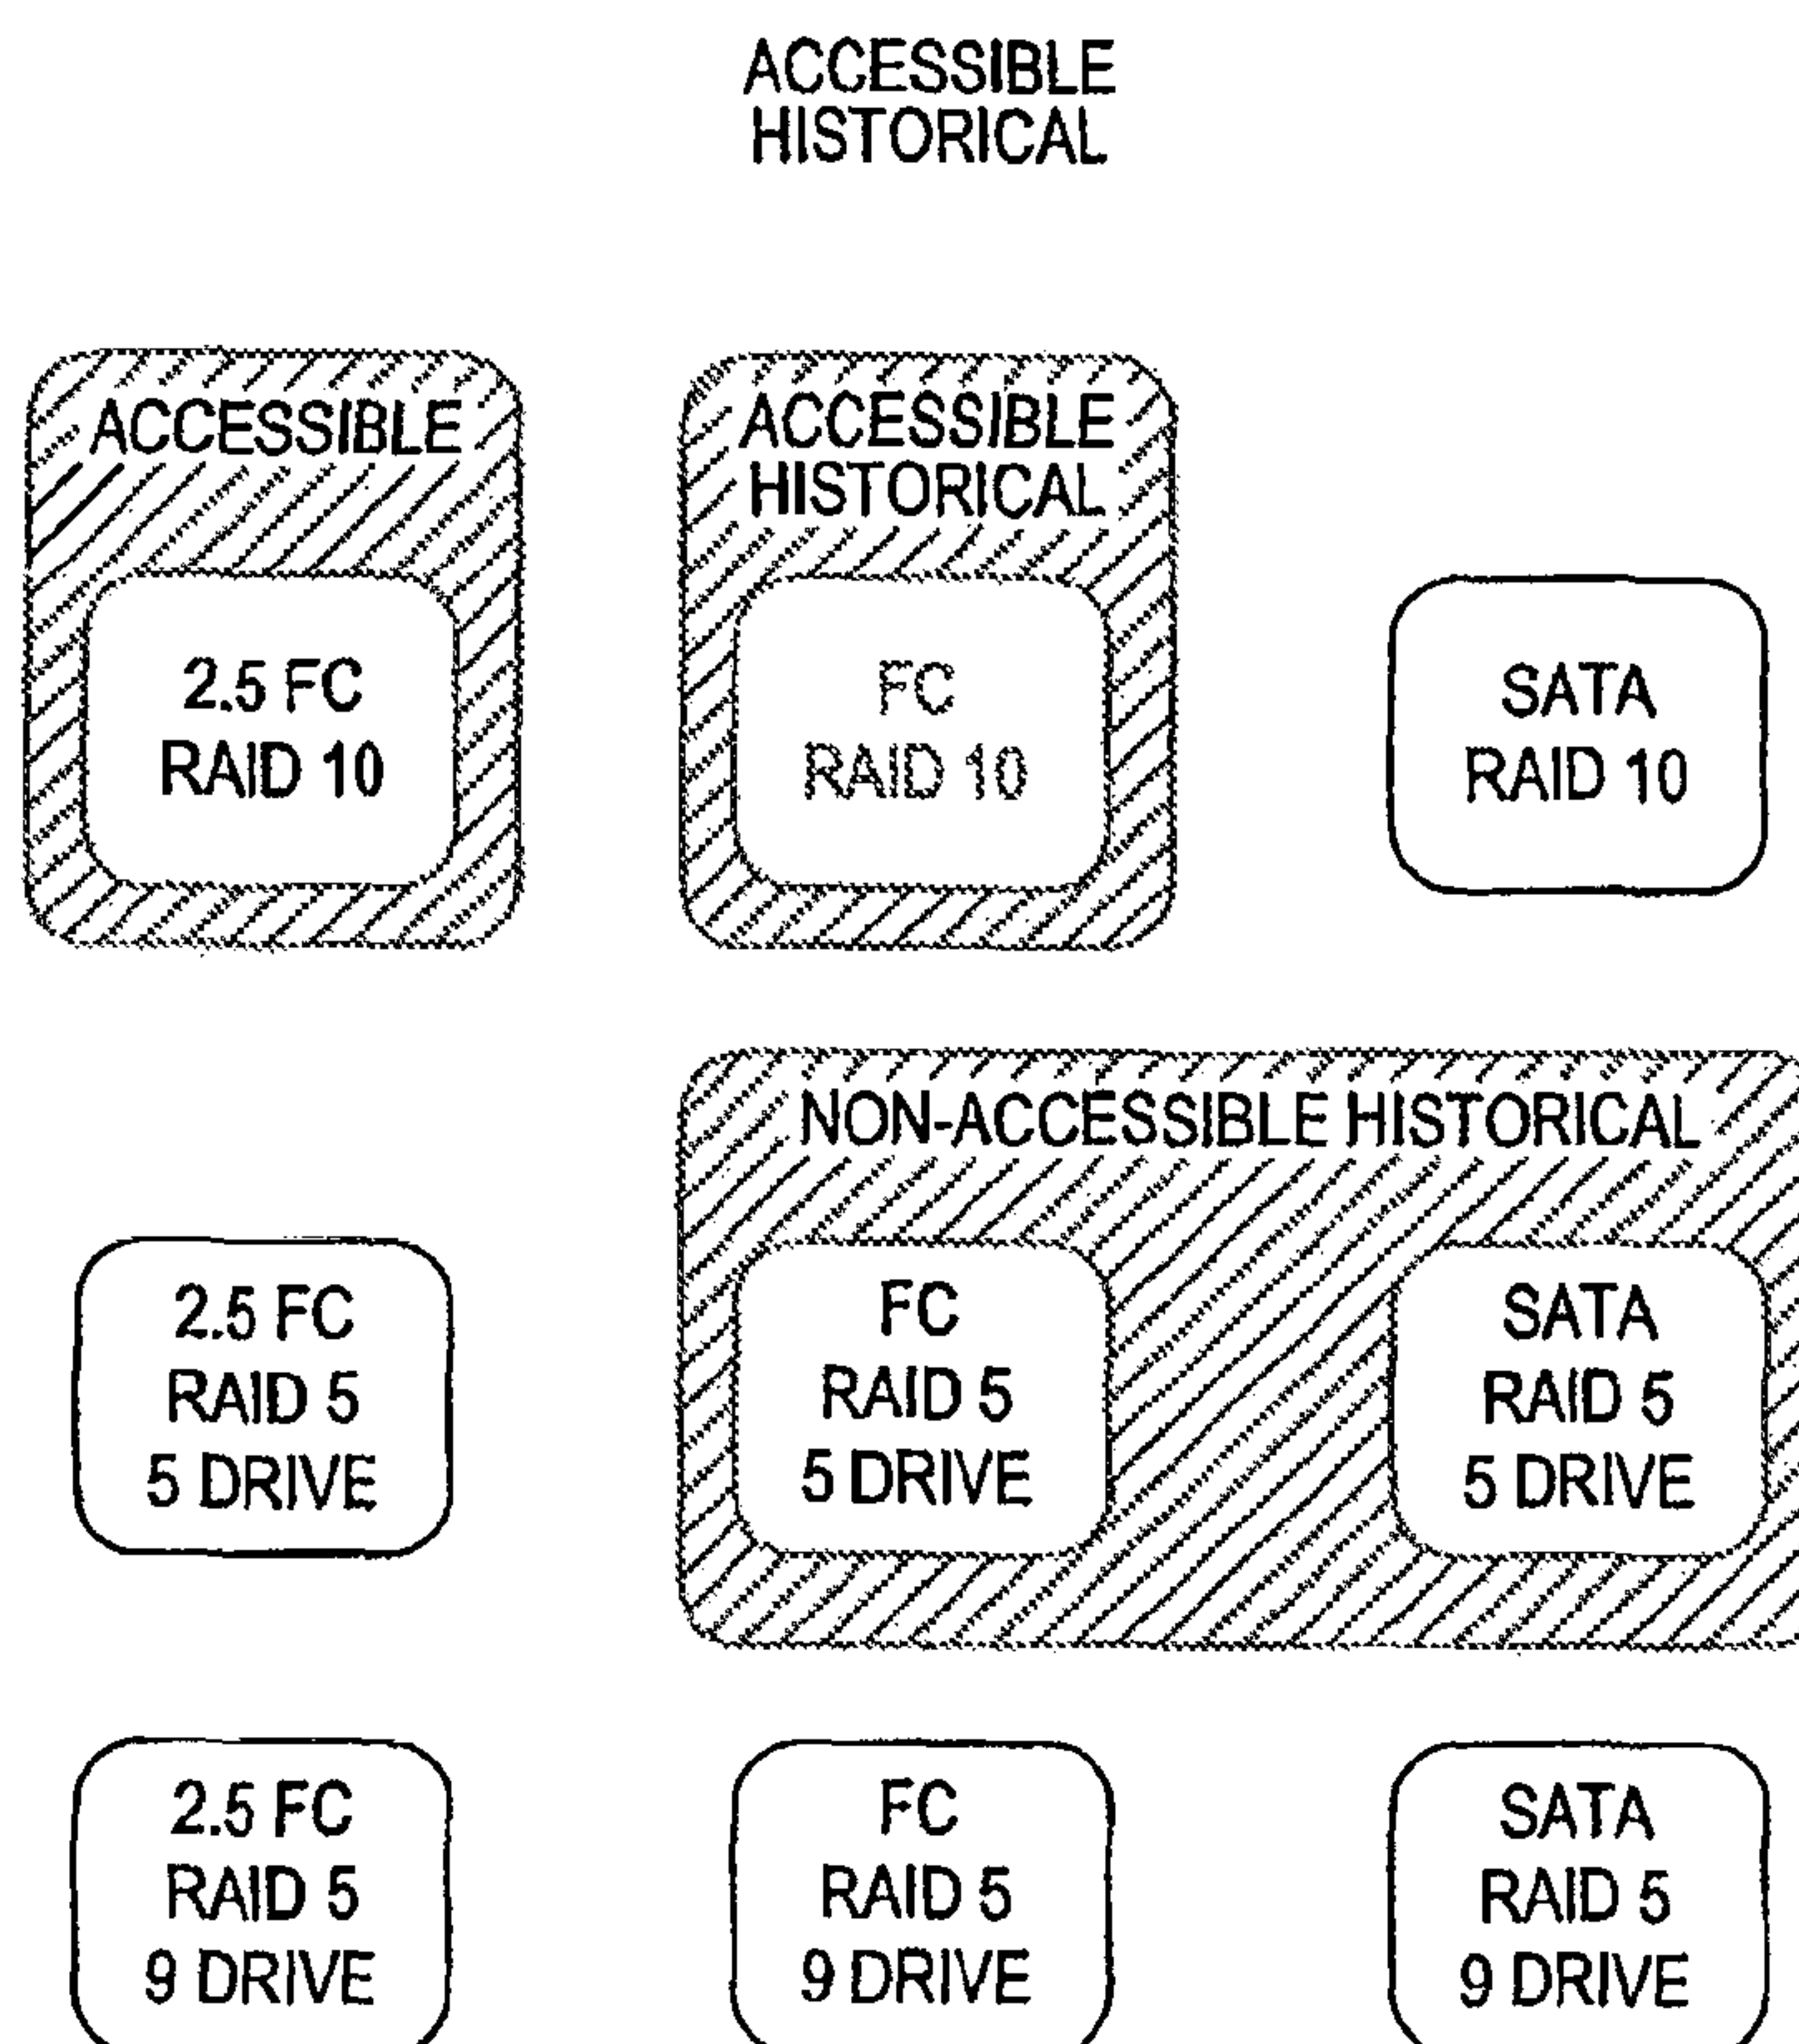 ACCESSIBLE
HISTORICAL
ACCESSIBLE
2.5 FC
RAID 10
ACCESSIBLE
HISTORICAL
FC
RAID 10
SATA
RAID 10
2.5 FC
RAID 5
5 DRIVE
NON-ACCESSIBLE HISTORICAL
FC
RAID 5
5 DRIVE
SATA
RAID 5
5 DRIVE
2.5 FC
RAID 5
9 DRIVE
FC
RAID 5
9 DRIVE
SATA
RAID 5
9 DRIVE